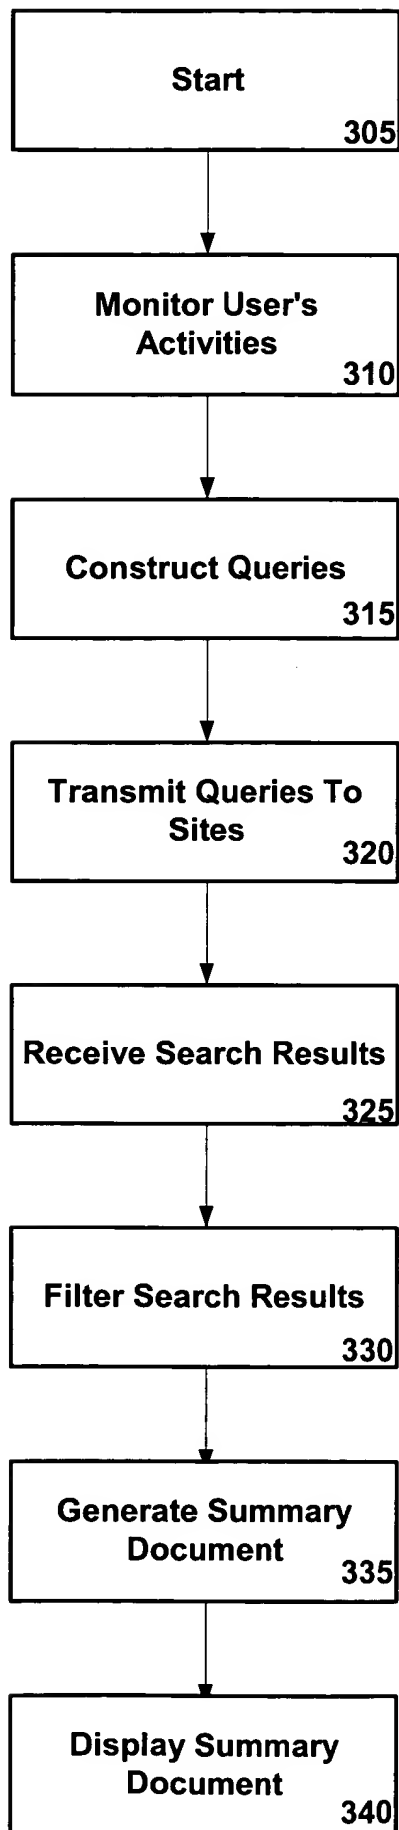 Start
305
Monitor User's
Activities
310
Construct Queries
315
Transmit Queries To
Sites
320
Receive Search Results
325
Filter Search Results
330
Generate Summary
Document
335
Display Summary
Document
340